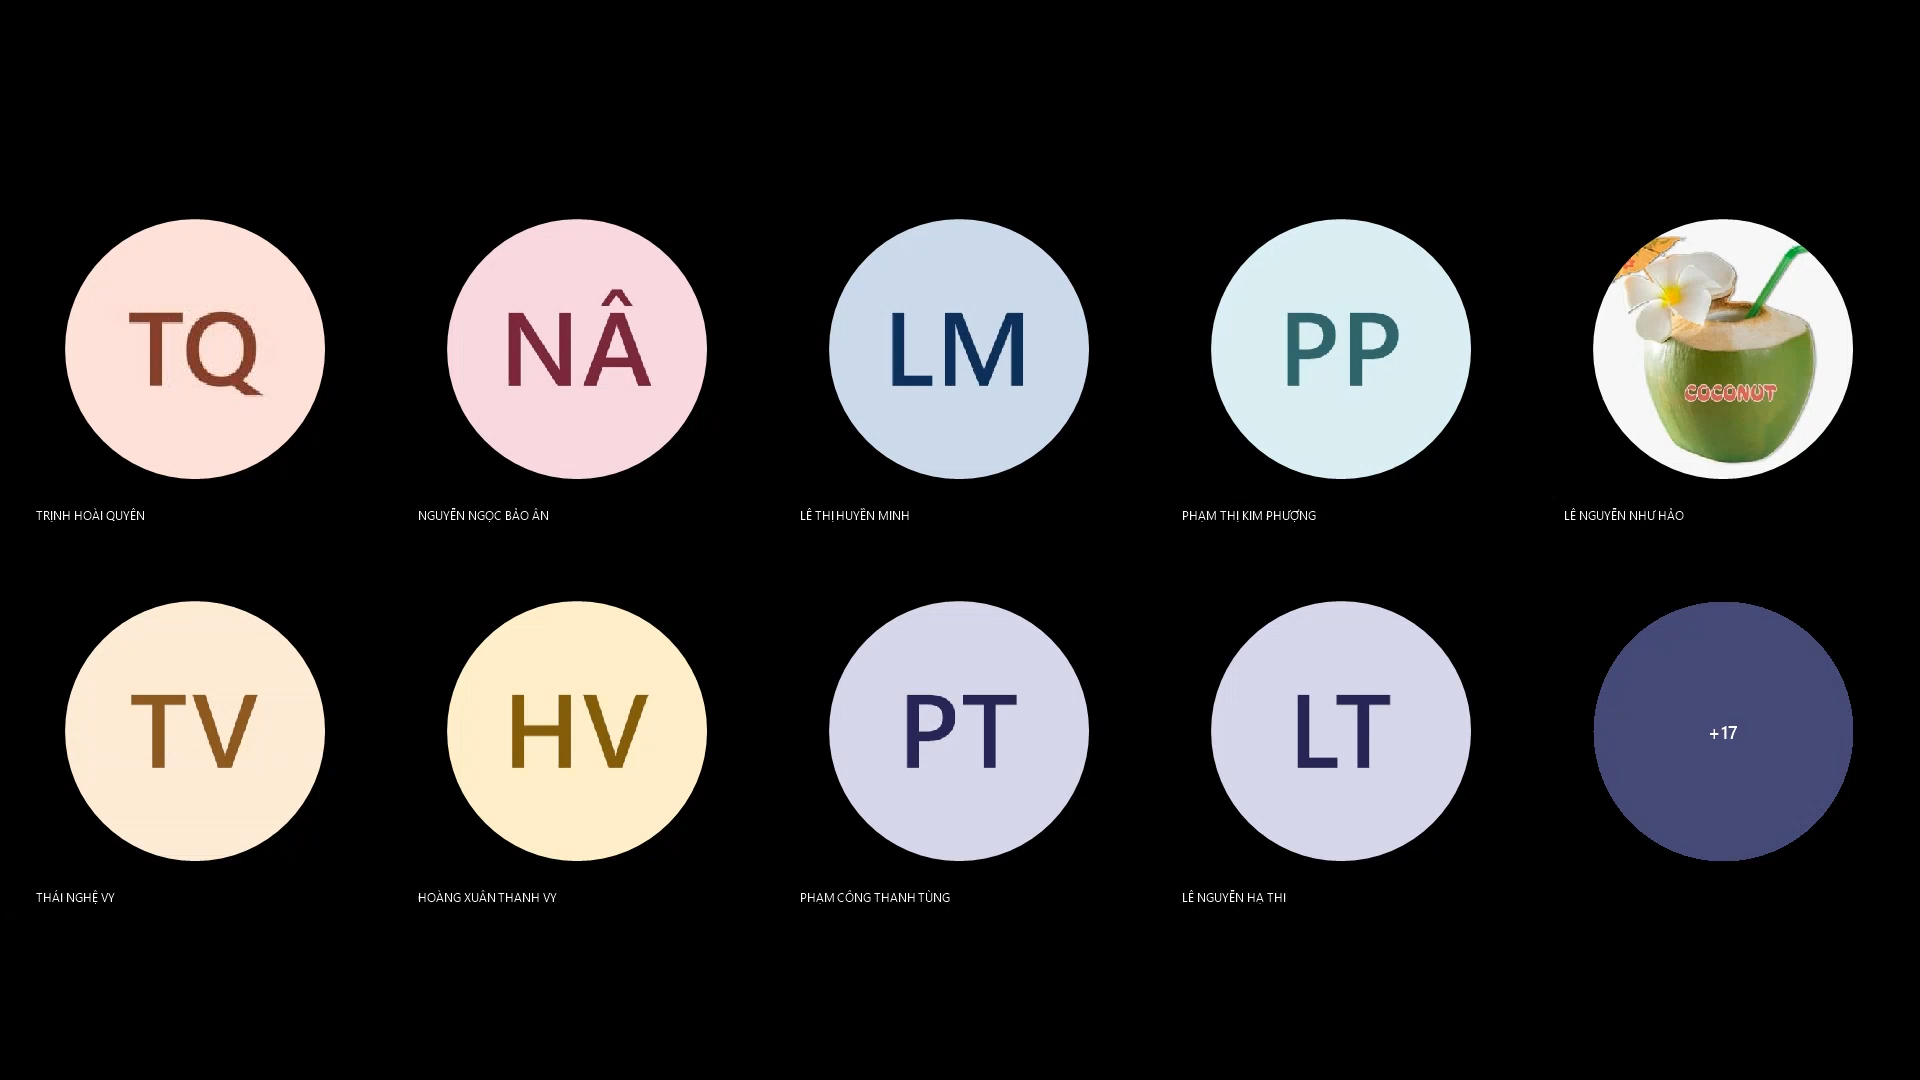 TQ
NÂ
LM
PP
COCONUT
TRỊNH HOÀI QUYÊN
NGUYỄN NGỌC BẢO ÂN
LÊ THỊ HUYỀN MINH
PHẠM THỊ KIM PHƯỢNG
LÊ NGUYỄN NHƯ HẢO
TV
HV
PT
LT
+17
THÁI NGHỆ VY
HOÀNG XUÂN THANH VY
PHẠM CÔNG THANH TÙNG
LÊ NGUYỄN HẠ THI